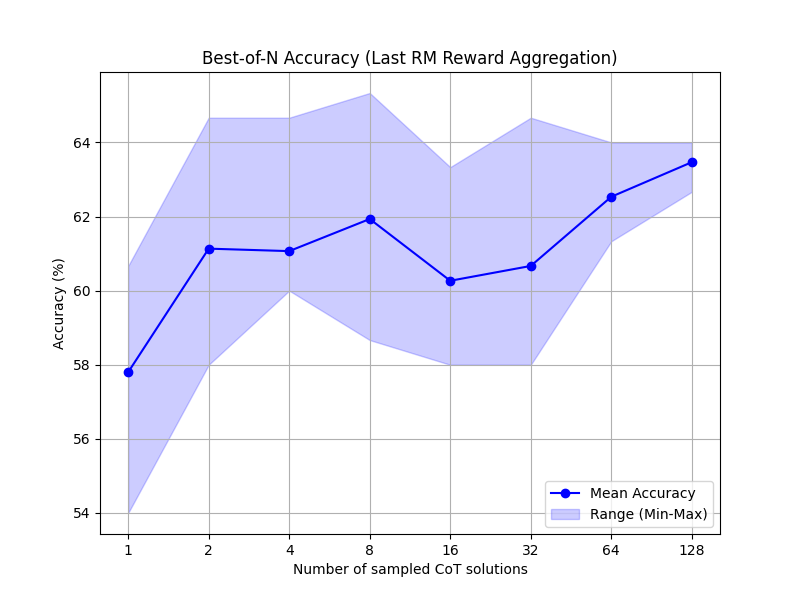 Best-of-N Accuracy (Last RM Reward Aggregation)
Accuracy (%)
64
62
60
58
56
54
1 2 4 8 16 32 64 128
Number of sampled CoT solutions
Mean Accuracy
Range (Min-Max)